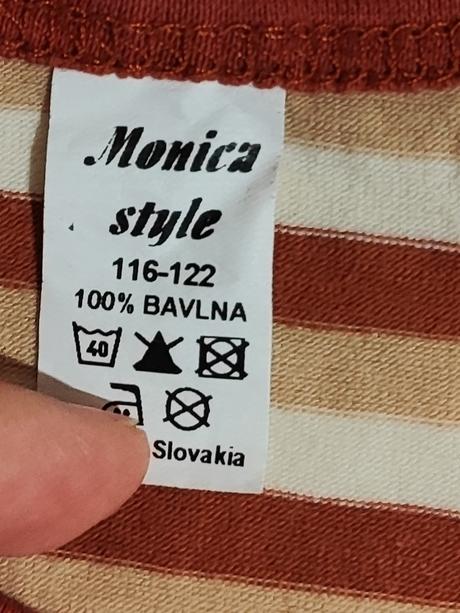 Monica
style
116-122
100% BAVLNA
40
Slovakia